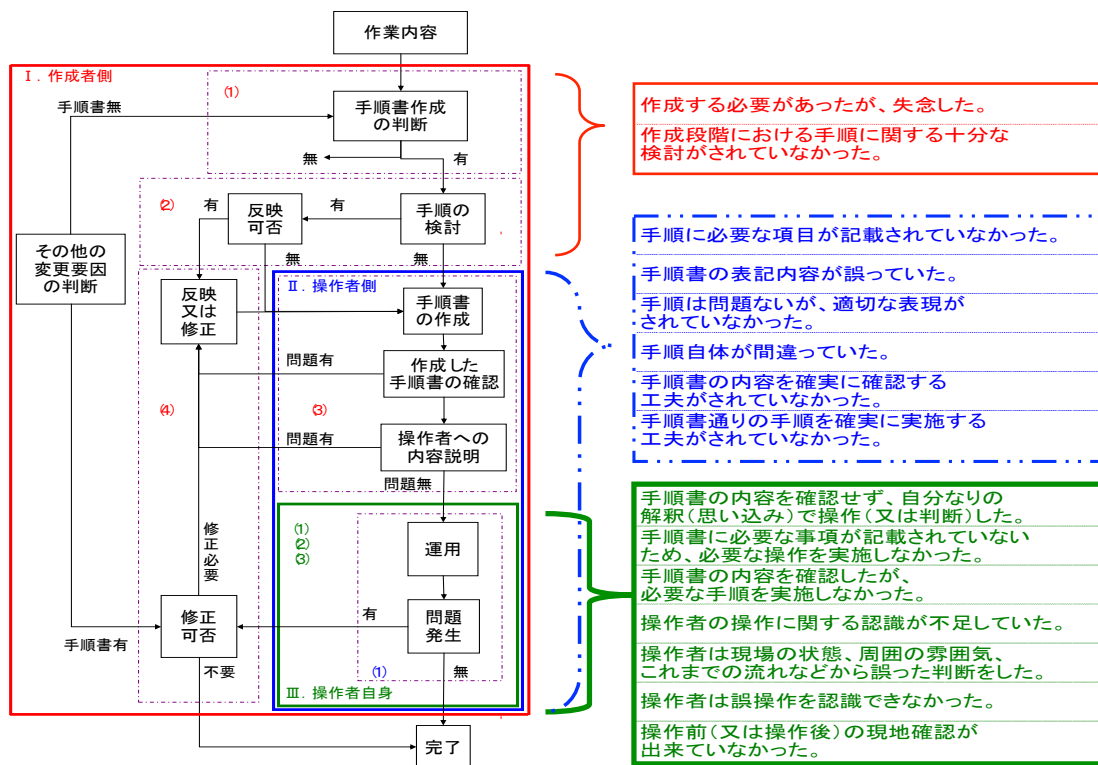 作業内容
Ⅰ．作成者側
(1)
手順書無
手順書作成
の判断
無
有
(2)
有
反映
可否
有
手順の
検討
無
無
その他の
変更要因
の判断
反映
又は
修正
Ⅱ．操作者側
手順書
の作成
問題有
作成した
手順書の確認
(4)
(3)
問題有
操作者への
内容説明
問題無
(1)
(2)
(3)
運用
修正必要
修正
可否
有
問題
発生
手順書有
不要
(1)
無
Ⅲ．操作者自身
完了
作成する必要があったが、失念した。
作成段階における手順に関する十分な
検討がされていなかった。
手順に必要な項目が記載されていなかった。
手順書の表記内容が誤っていた。
手順は問題ないが、適切な表現が
されていなかった。
手順自体が間違っていた。
手順書の内容を確実に確認する
工夫がされていなかった。
手順書通りの手順を確実に実施する
工夫がされていなかった。
手順書の内容を確認せず、自分なりの
解釈(思い込み)で操作(又は判断)した。
手順書に必要な事項が記載されていない
ため、必要な操作を実施しなかった。
手順書の内容を確認したが、
必要な手順を実施しなかった。
操作者の操作に関する認識が不足していた。
操作者は現場の状態、周囲の雰囲気、
これまでの流れなどから誤った判断をした。
操作者は誤操作を認識できなかった。
操作前(又は操作後)の現地確認が
出来ていなかった。